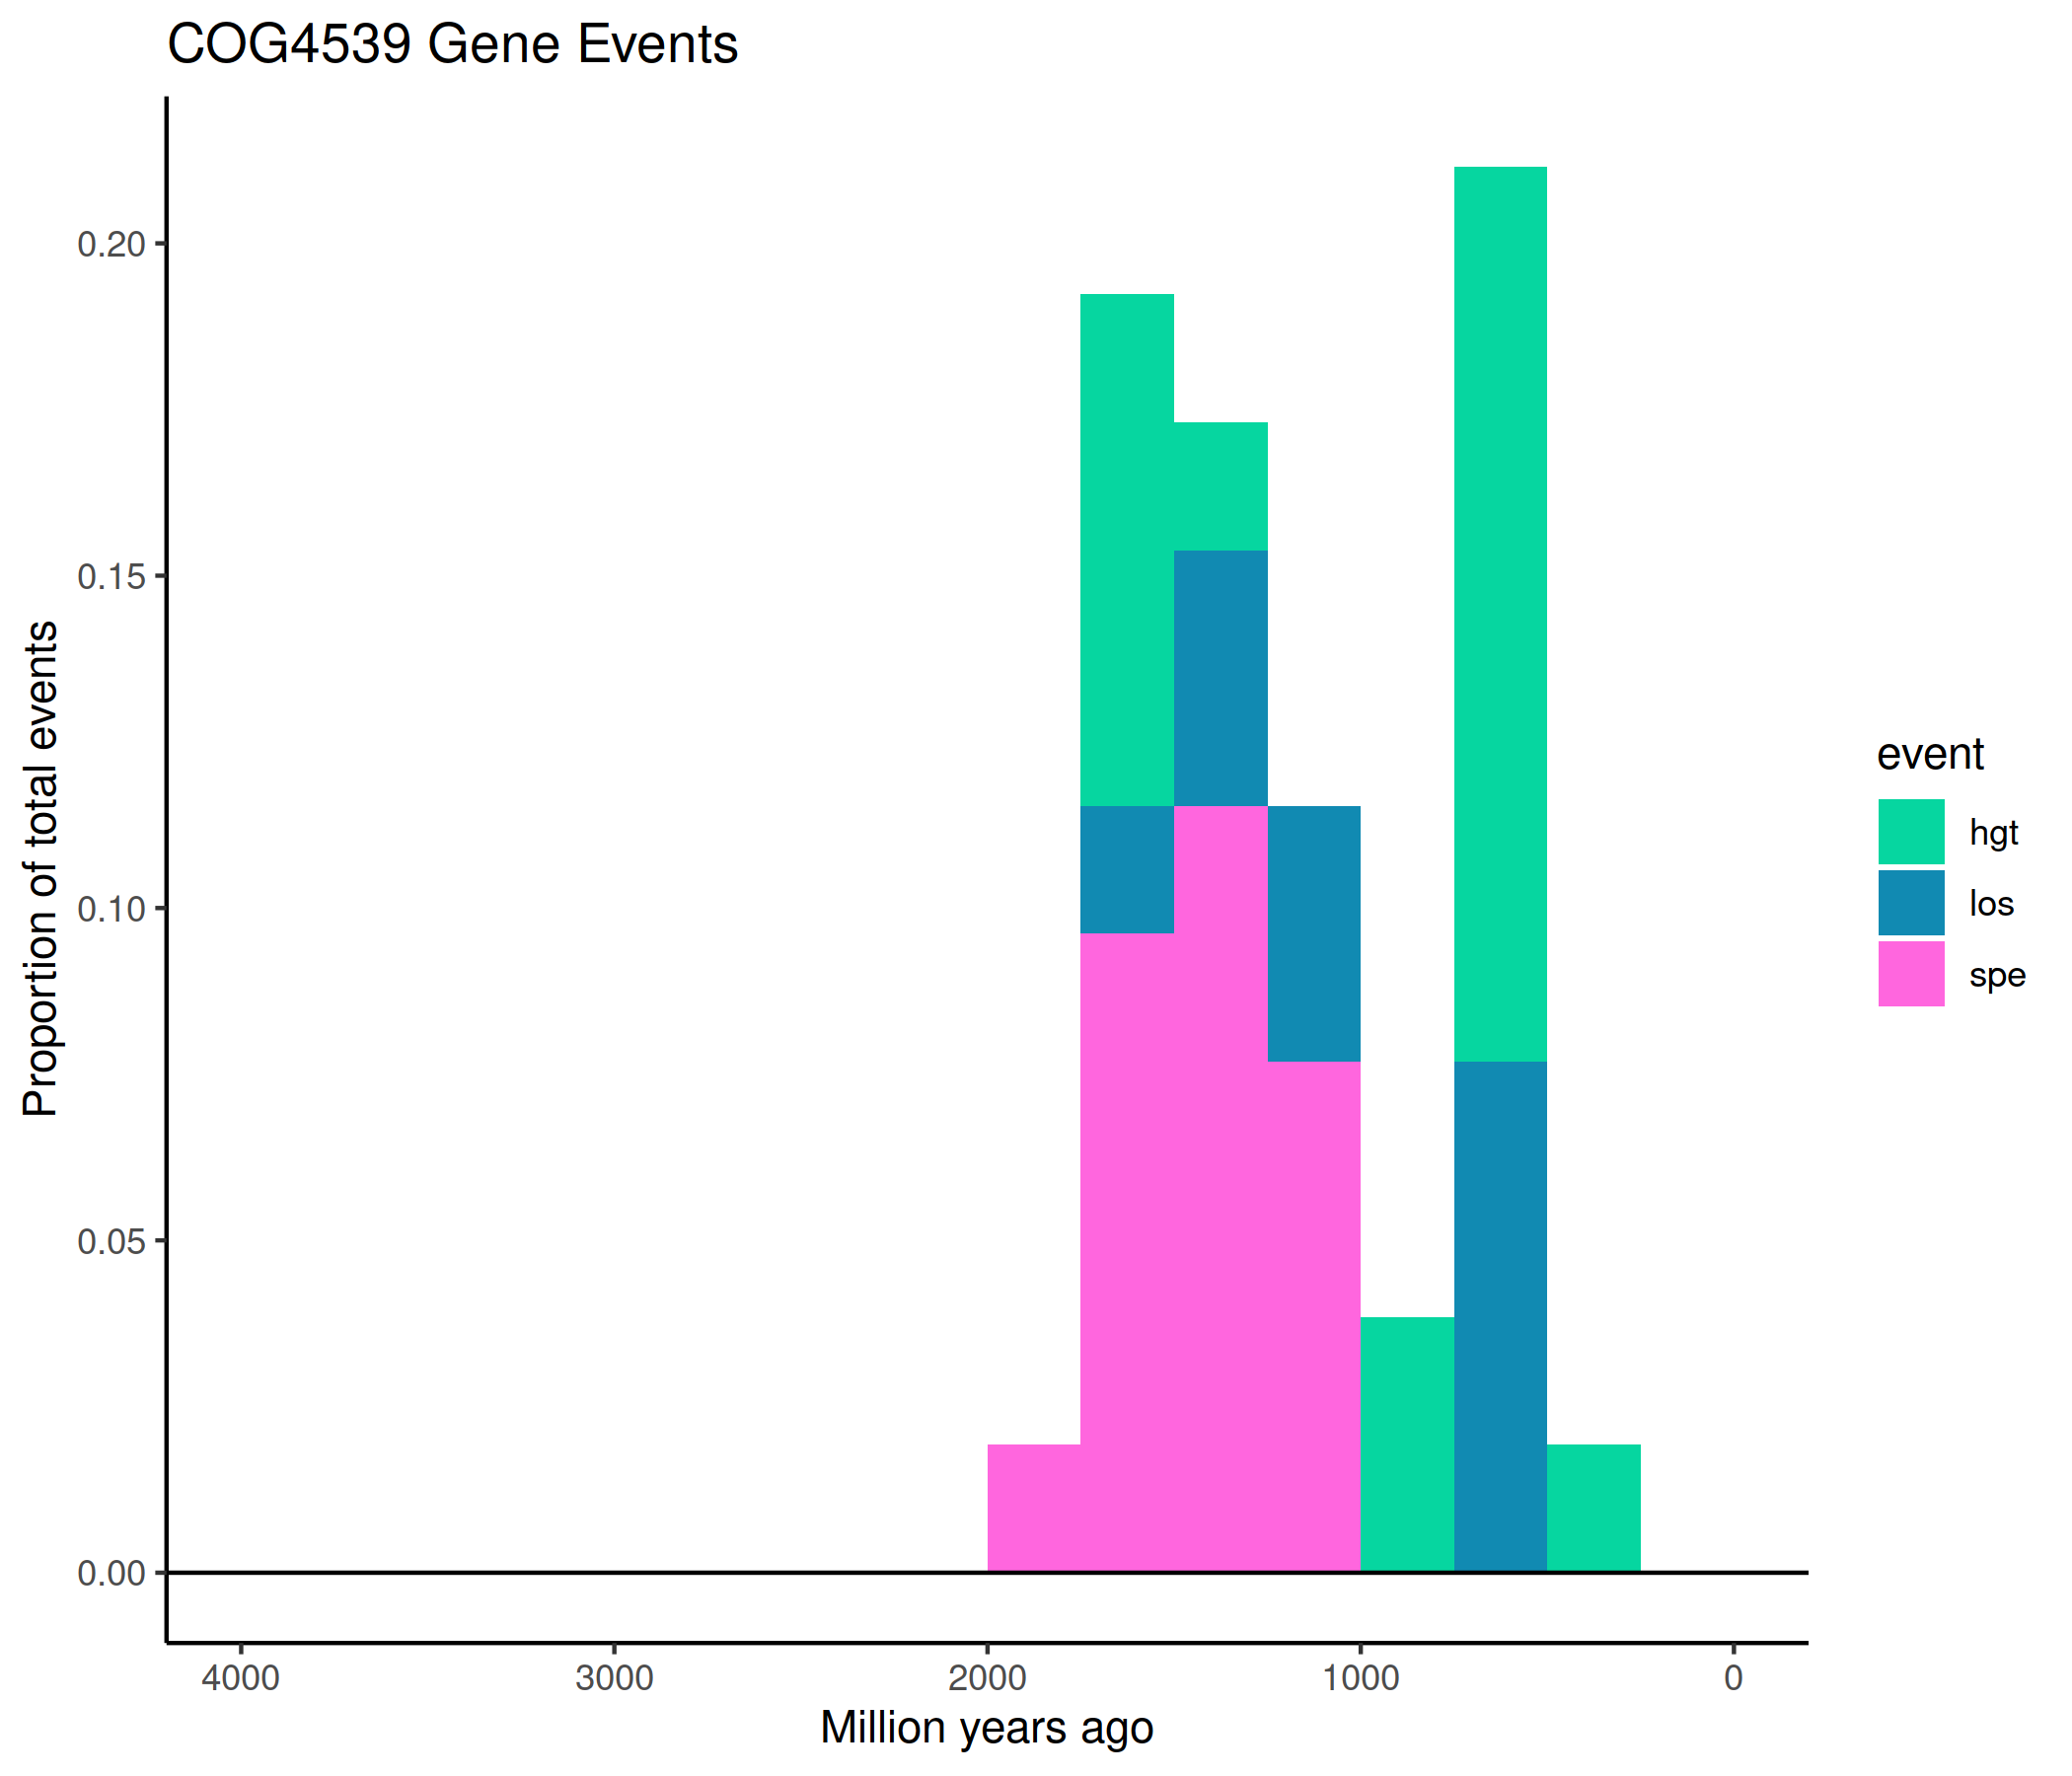 COG4539 Gene Events
Proportion of total events
0.20
0.15
0.10
0.05
0.00
4000 3000 2000 1000 0
Million years ago
event
hgt
los
spe